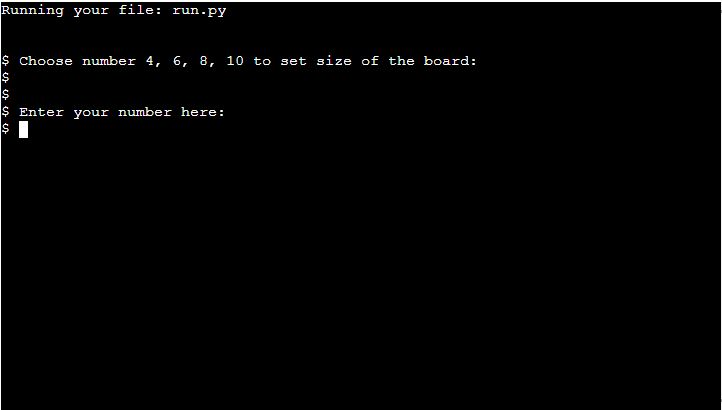 Running your file: run.py
$ Choose number 4, 6, 8, 10 to set size of the board:
$
$
$ Enter your number here:
$